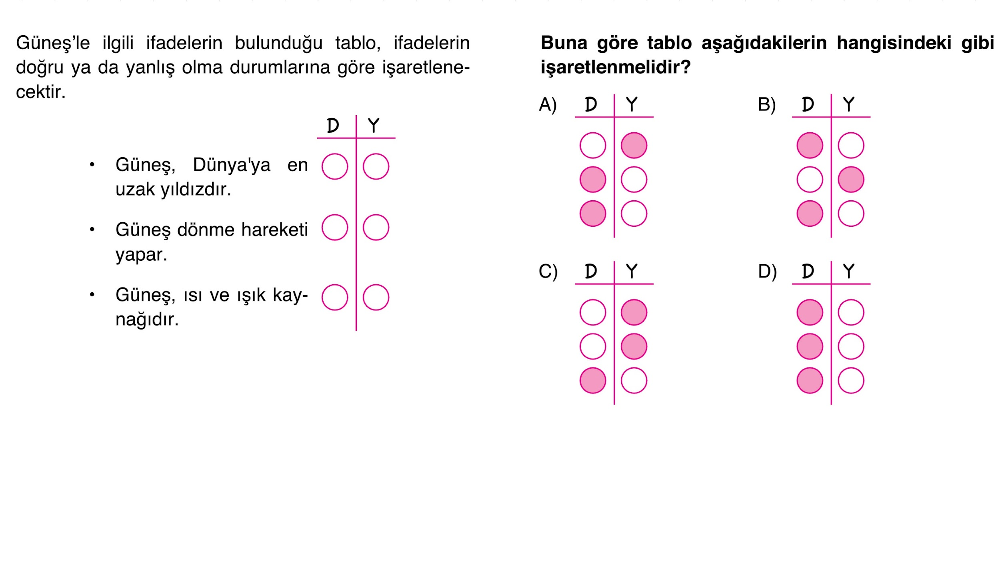 Güneş’le ilgili ifadelerin bulunduğu tablo, ifadelerin
doğru ya da yanlış olma durumlarına göre işaretlene-
cektir.
D Y
• Güneş, Dünya'ya en
uzak yıldızdır.
• Güneş dönme hareketi
yapar.
• Güneş, ısı ve ışık kay-
nağıdır.
Buna göre tablo aşağıdakilerin hangisindeki gibi
işaretlenmelidir?
A) D Y
B) D Y
C) D Y
D) D Y